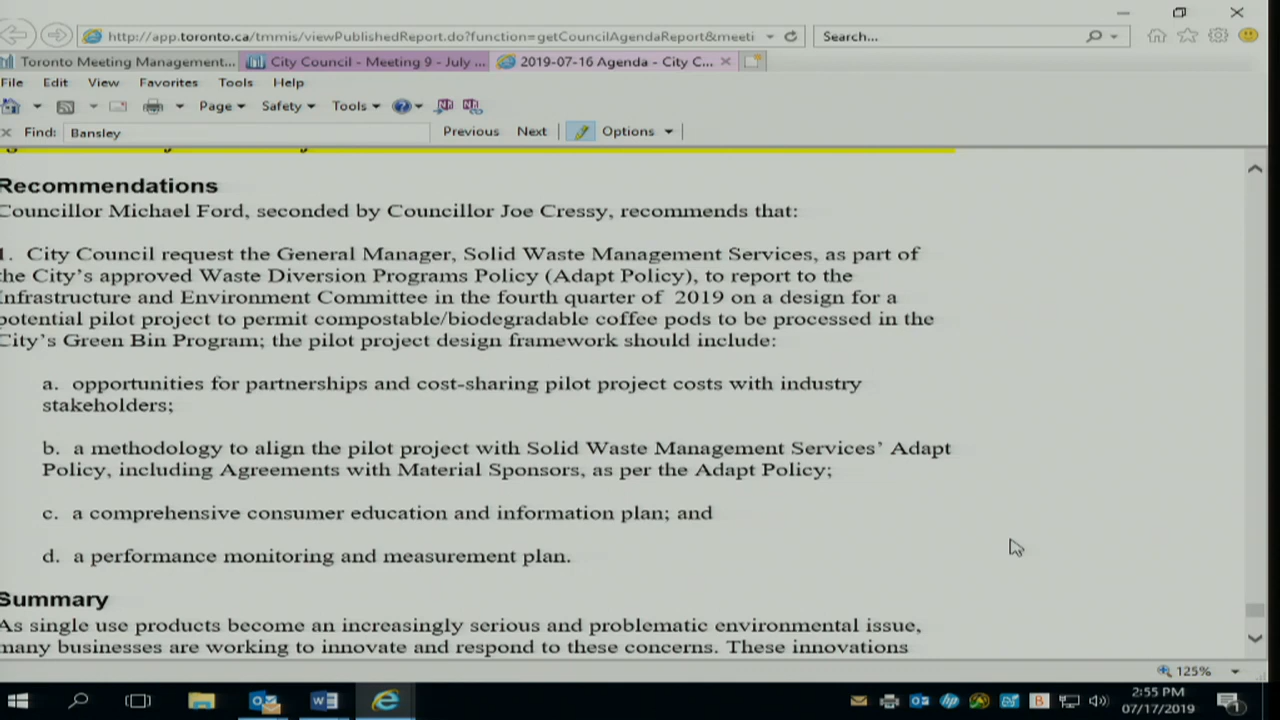 http://app.toronto.ca/tmmis/viewPublishedReport.do?function=getCouncilAgendaReport&meeti
Search...
Toronto Meeting Management...
City Council - Meeting 9 - July ...
2019-07-16 Agenda - City C...
File Edit View Favorites Tools Help
Page Safety Tools
Find: Bansley Previous Next Options
Recommendations
Councillor Michael Ford, seconded by Councillor Joe Cressy, recommends that:
1. City Council request the General Manager, Solid Waste Management Services, as part of
the City's approved Waste Diversion Programs Policy (Adapt Policy), to report to the
Infrastructure and Environment Committee in the fourth quarter of 2019 on a design for a
potential pilot project to permit compostable/biodegradable coffee pods to be processed in the
City's Green Bin Program; the pilot project design framework should include:
a. opportunities for partnerships and cost-sharing pilot project costs with industry
stakeholders;
b. a methodology to align the pilot project with Solid Waste Management Services' Adapt
Policy, including Agreements with Material Sponsors, as per the Adapt Policy;
c. a comprehensive consumer education and information plan; and
d. a performance monitoring and measurement plan.
Summary
As single use products become an increasingly serious and problematic environmental issue,
many businesses are working to innovate and respond to these concerns. These innovations
125%
2:55 PM
07/17/2019